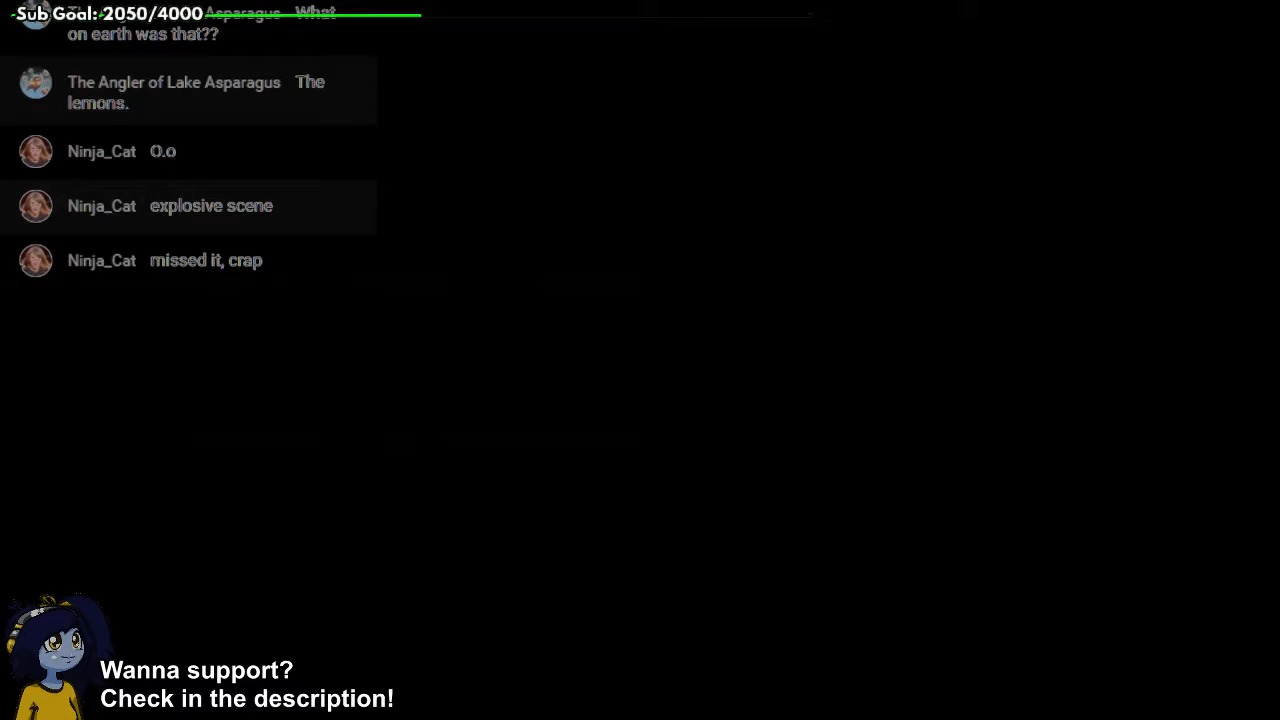 Sub Goal: 2050/4000
Asparagus What
on earth was that??
The Angler of Lake Asparagus The
lemons.
Ninja_Cat O.o
Ninja_Cat explosive scene
Ninja_Cat missed it, crap
Wanna support?
Check in the description!